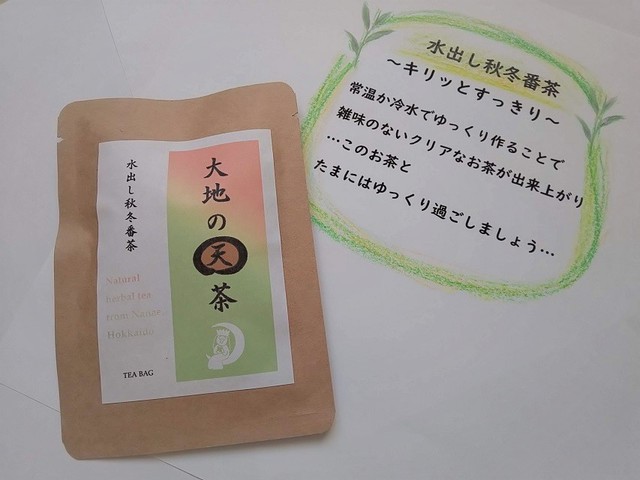 水出し秋冬番茶
大地の天茶
Natural
herbal tea
from Nanae
Hokkaido
TEA BAG
水出し秋冬番茶
～キリッとすっきり～
常温か冷水でゆっくり作ることで
雑味のないクリアなお茶が出来上がり
…このお茶と
たまにはゆっくり過ごしましょう…